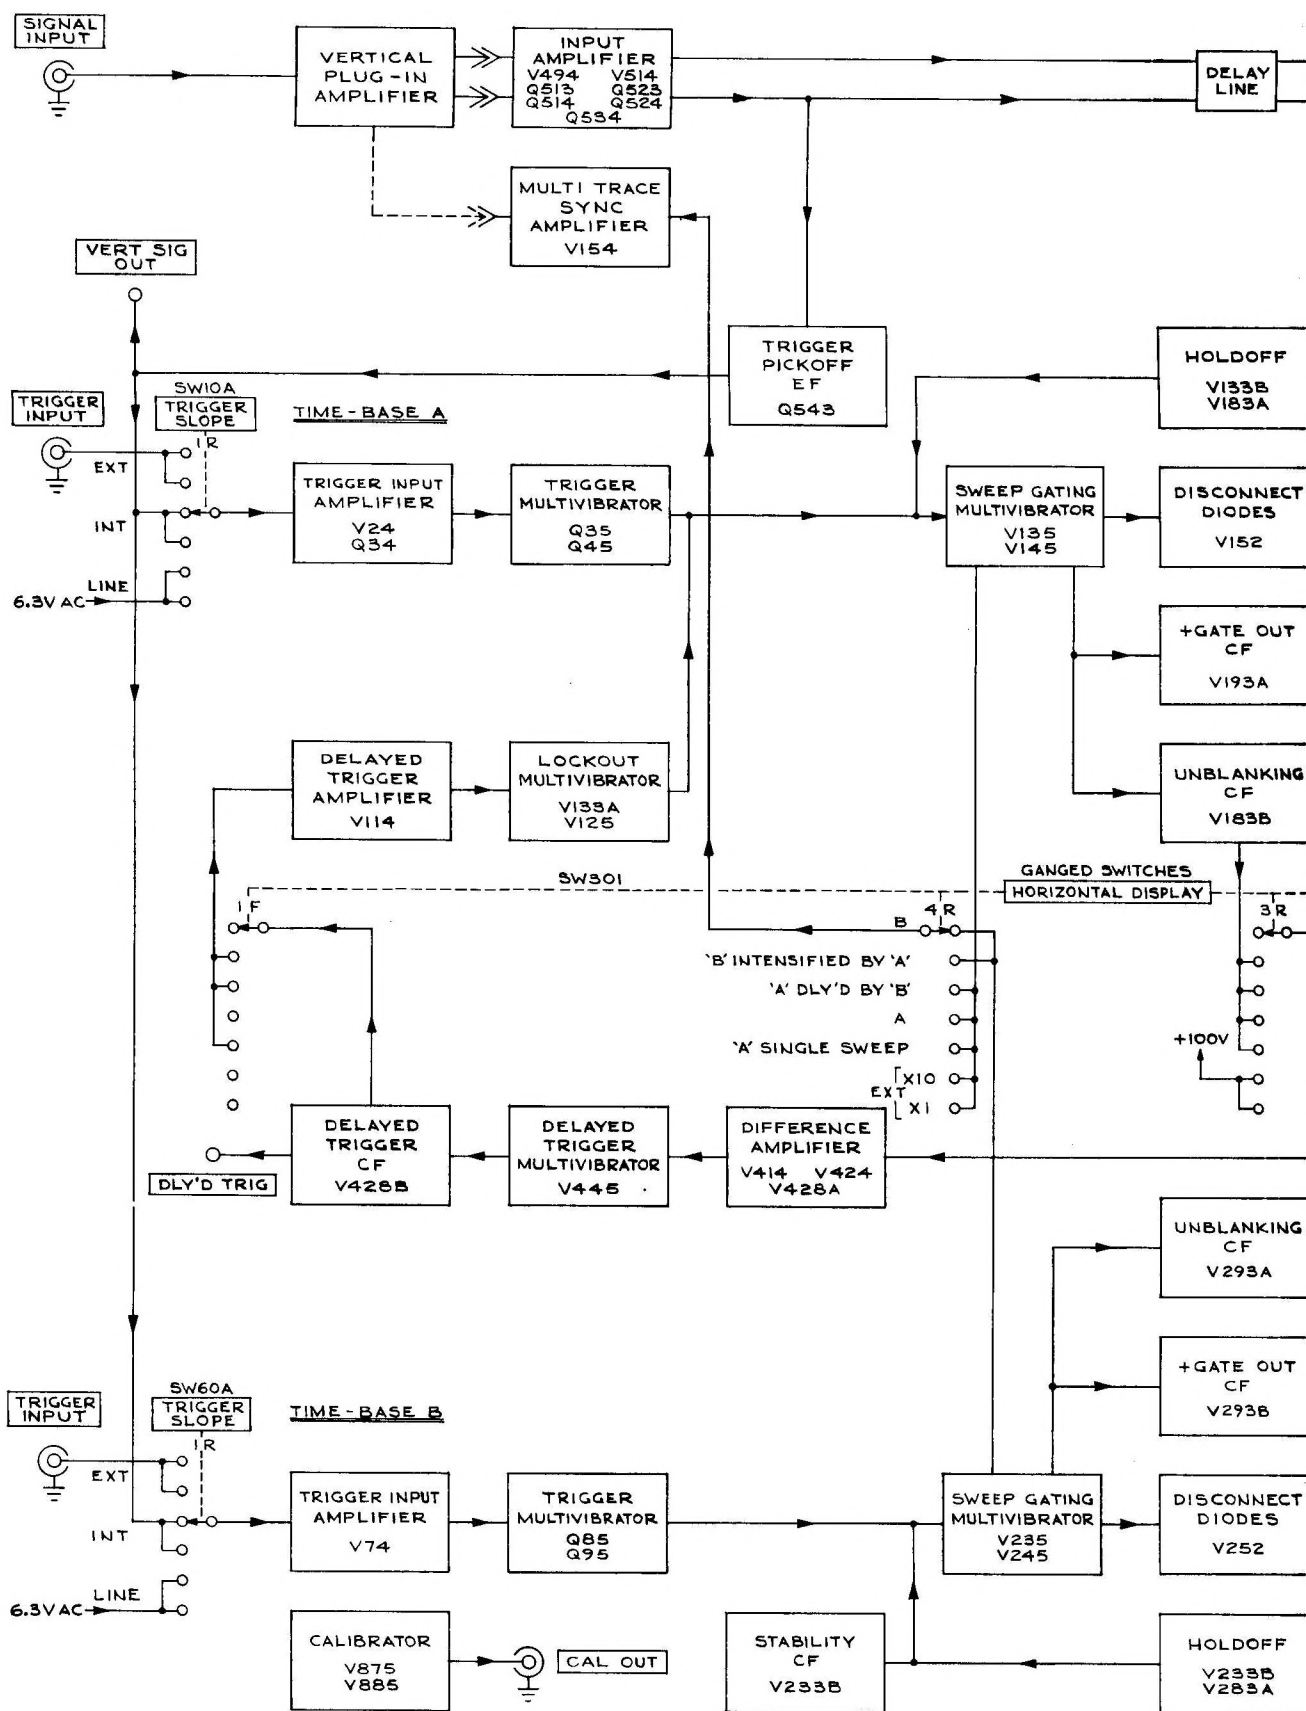 SIGNAL
INPUT
VERTICAL
PLUG-IN
AMPLIFIER
INPUT
AMPLIFIER
V494 V514
Q513 Q523
Q514 Q524
Q534
DELAY
LINE
MULTI TRACE
SYNC
AMPLIFIER
V154
VERT SIG
OUT
TRIGGER
PICKOFF
EF
Q543
HOLDOFF
V133B
V183A
TRIGGER
INPUT
SW10A
TRIGGER
SLOPE
1R
TIME-BASE A
EXT
INT
LINE
6.3V AC
TRIGGER INPUT
AMPLIFIER
V24
Q34
TRIGGER
MULTIVIBRATOR
Q35
Q45
SWEEP GATING
MULTIVIBRATOR
V135
V145
DISCONNECT
DIODES
V152
+GATE OUT
CF
V193A
DELAYED
TRIGGER
AMPLIFIER
V114
LOCKOUT
MULTIVIBRATOR
V133A
V125
UNBLANKING
CF
V183B
SW301
GANGED SWITCHES
HORIZONTAL DISPLAY
1F
4R
3R
B
'B' INTENSIFIED BY 'A'
'A' DLY'D BY 'B'
A
'A' SINGLE SWEEP
EXT
X10
X1
+100V
DLY'D TRIG
DELAYED
TRIGGER
CF
V428B
DELAYED
TRIGGER
MULTIVIBRATOR
V445
DIFFERENCE
AMPLIFIER
V414 V424
V428A
UNBLANKING
CF
V293A
+GATE OUT
CF
V293B
TRIGGER
INPUT
SW60A
TRIGGER
SLOPE
1R
TIME-BASE B
EXT
INT
LINE
6.3V AC
TRIGGER INPUT
AMPLIFIER
V74
TRIGGER
MULTIVIBRATOR
Q85
Q95
SWEEP GATING
MULTIVIBRATOR
V235
V245
DISCONNECT
DIODES
V252
CALIBRATOR
V875
V885
CAL OUT
STABILITY
CF
V233B
HOLDOFF
V233B
V283A